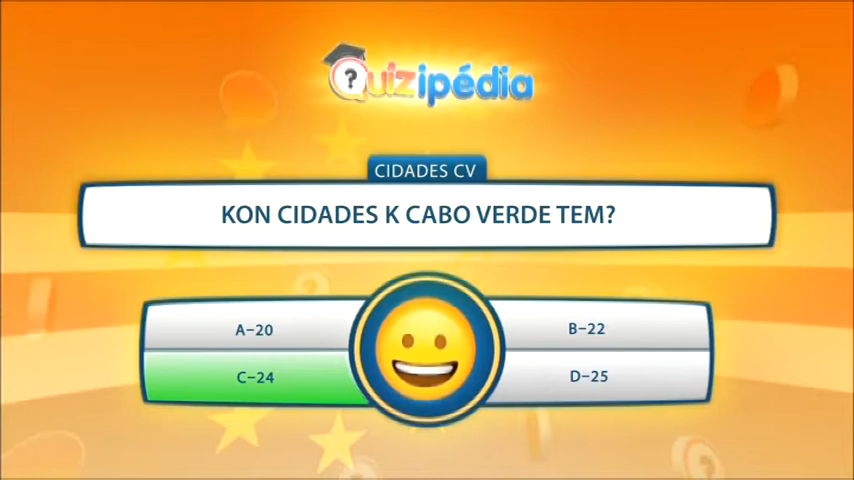 Quizipédia
CIDADES CV
KON CIDADES K CABO VERDE TEM?
A-20
B-22
C-24
D-25